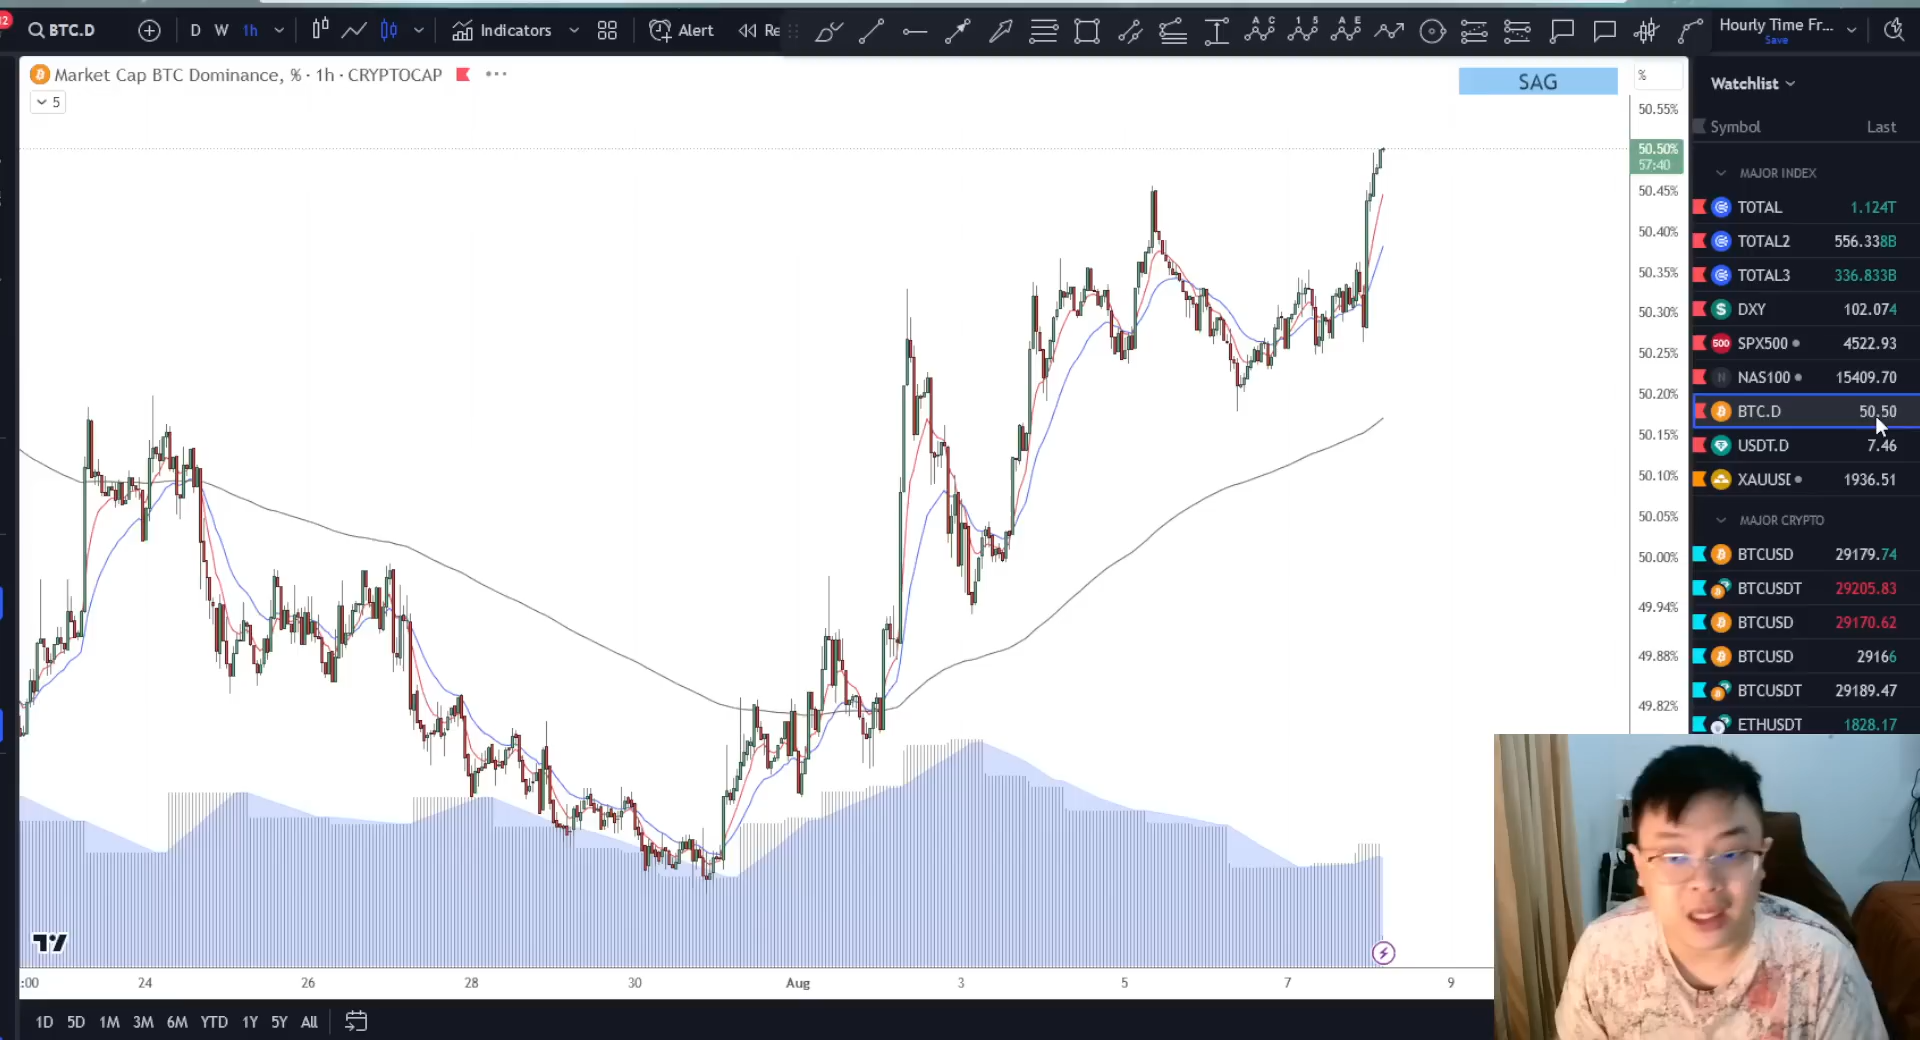 12
BTC.D
D W 1h
Indicators
Alert
Re
A C
1 5
A E
Hourly Time Fr...
Save
Market Cap BTC Dominance, % · 1h · CRYPTOCAP
5
SAG
%
50.55%
50.50%
57:40
50.45%
50.40%
50.35%
50.30%
50.25%
50.20%
50.15%
50.10%
50.05%
50.00%
49.94%
49.88%
49.82%
Watchlist
Symbol Last
MAJOR INDEX
TOTAL 1.124T
TOTAL2 556.338B
TOTAL3 336.833B
DXY 102.074
500 SPX500 4522.93
N NAS100 15409.70
BTC.D 50.50
USDT.D 7.46
XAUUSD 1936.51
MAJOR CRYPTO
BTCUSD 29179.74
BTCUSDT 29205.83
BTCUSD 29170.62
BTCUSD 29166
BTCUSDT 29189.47
ETHUSDT 1828.17
:00 24 26 28 30 Aug 3 5 7 9
1D 5D 1M 3M 6M YTD 1Y 5Y All